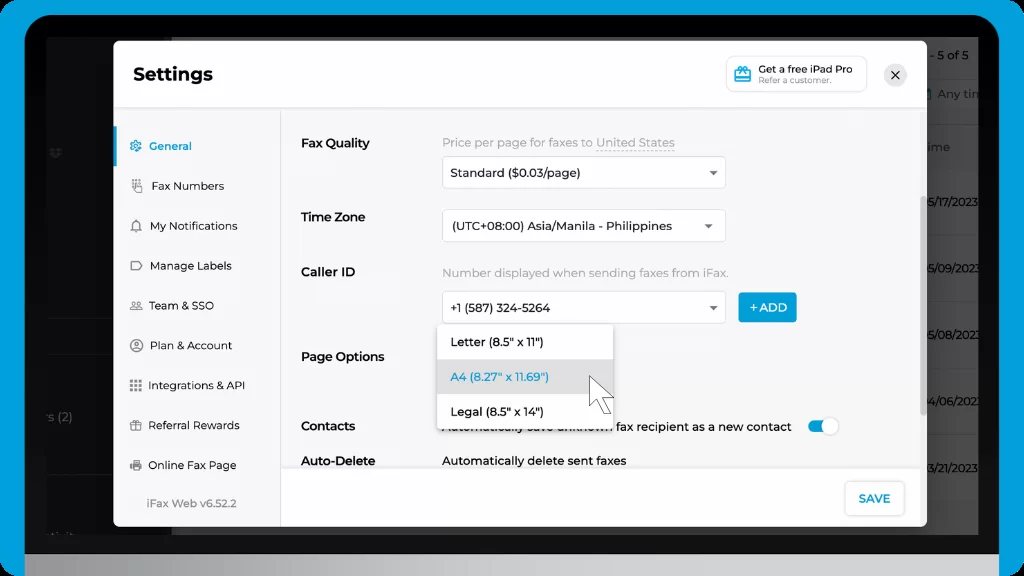 Settings
Get a free iPad Pro
Refer a customer.
- 5 of 5
Any tim
ime
5/17/2023
5/09/2023
5/08/2023
04/06/2023
3/21/2023
rs (2)
General
Fax Numbers
My Notifications
Manage Labels
Team & SSO
Plan & Account
Integrations & API
Referral Rewards
Online Fax Page
iFax Web v6.52.2
Fax Quality
Price per page for faxes to United States
Standard ($0.03/page)
Time Zone
(UTC+08:00) Asia/Manila - Philippines
Caller ID
Number displayed when sending faxes from iFax.
+1 (587) 324-5264
+ ADD
Page Options
Letter (8.5" x 11")
A4 (8.27" x 11.69")
Legal (8.5" x 14")
Contacts
Automatically save unknown fax recipient as a new contact
Auto-Delete
Automatically delete sent faxes
SAVE